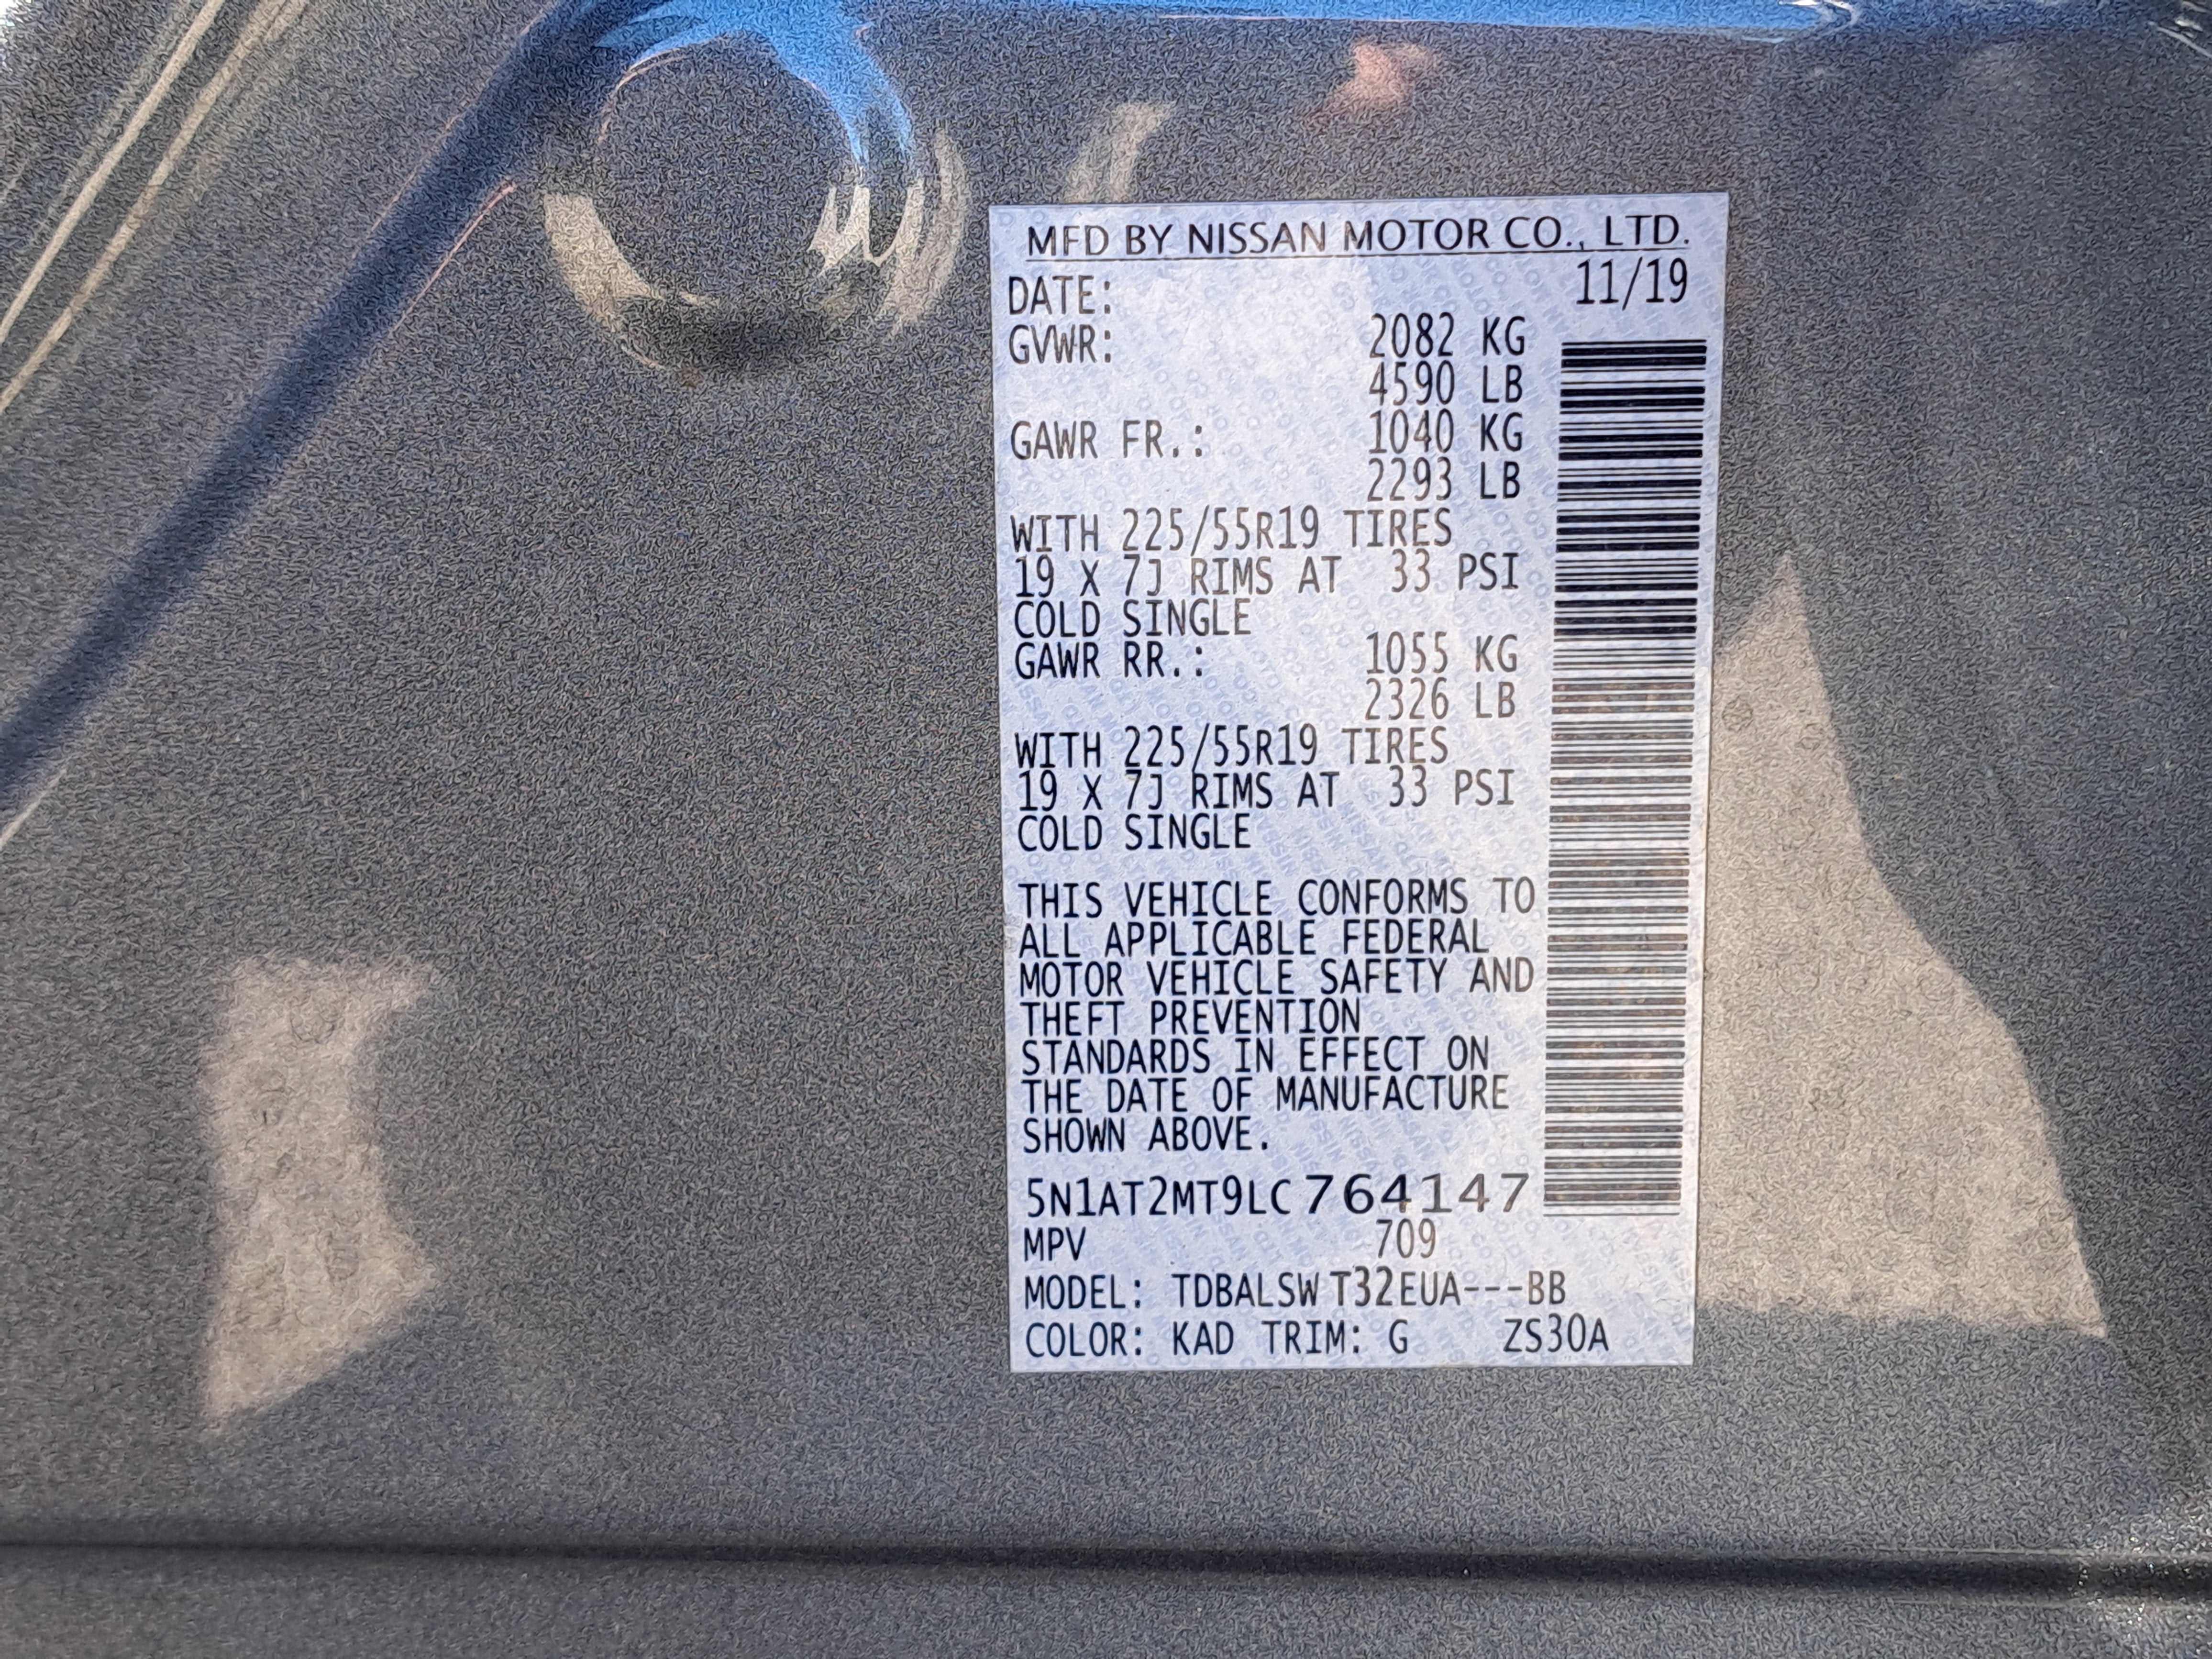 MFD BY NISSAN MOTOR CO., LTD.
DATE: 11/19
GVWR: 2082 KG
4590 LB
GAWR FR.: 1040 KG
2293 LB
WITH 225/55R19 TIRES
19 X 7J RIMS AT 33 PSI
COLD SINGLE
GAWR RR.: 1055 KG
2326 LB
WITH 225/55R19 TIRES
19 X 7J RIMS AT 33 PSI
COLD SINGLE
THIS VEHICLE CONFORMS TO
ALL APPLICABLE FEDERAL
MOTOR VEHICLE SAFETY AND
THEFT PREVENTION
STANDARDS IN EFFECT ON
THE DATE OF MANUFACTURE
SHOWN ABOVE.
5N1AT2MT9LC764147
MPV 709
MODEL: TDBALSW T32EUA---BB
COLOR: KAD TRIM: G ZS30A